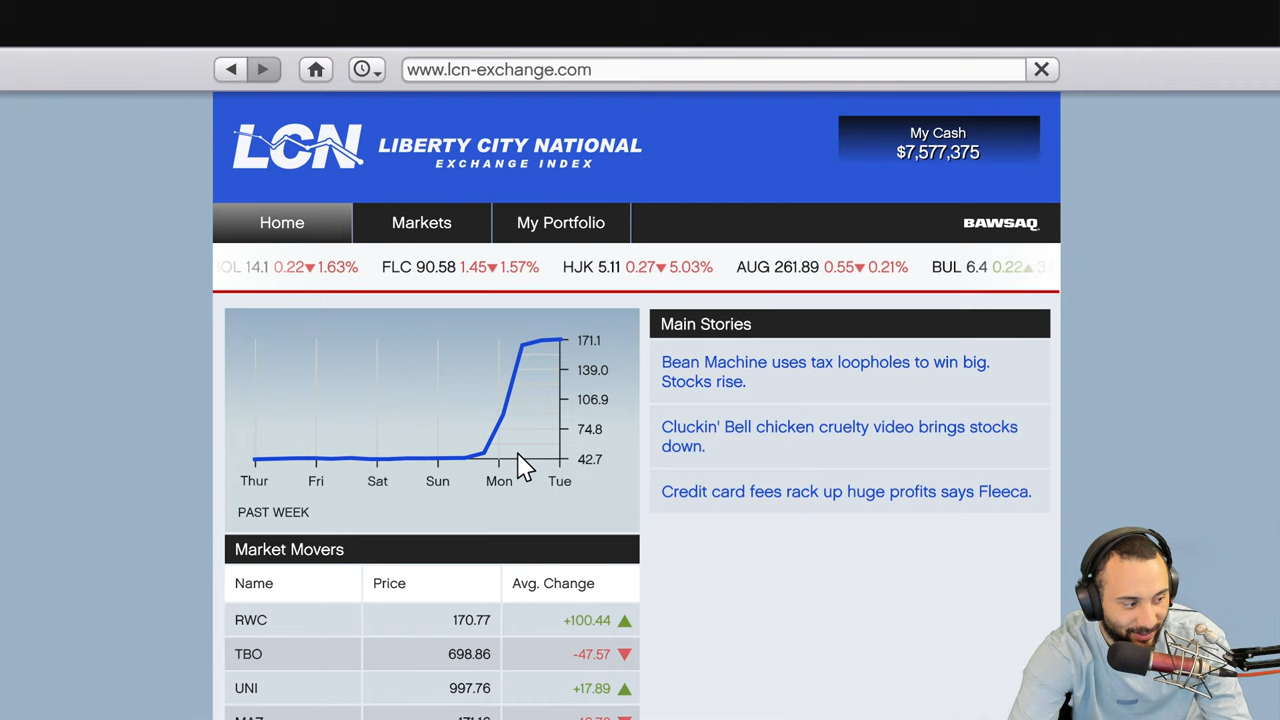 www.lcn-exchange.com
LCN LIBERTY CITY NATIONAL
EXCHANGE INDEX
My Cash
$7,577,375
Home Markets My Portfolio BAWSAQ
OL 14.1 0.22▼1.63% FLC 90.58 1.45▼1.57% HJK 5.11 0.27▼5.03% AUG 261.89 0.55▼0.21% BUL 6.4 0.22▲
171.1
139.0
106.9
74.8
42.7
Thur Fri Sat Sun Mon Tue
PAST WEEK
Main Stories
Bean Machine uses tax loopholes to win big.
Stocks rise.
Cluckin' Bell chicken cruelty video brings stocks
down.
Credit card fees rack up huge profits says Fleeca.
Market Movers
Name Price Avg. Change
RWC 170.77 +100.44 ▲
TBO 698.86 -47.57 ▼
UNI 997.76 +17.89 ▲